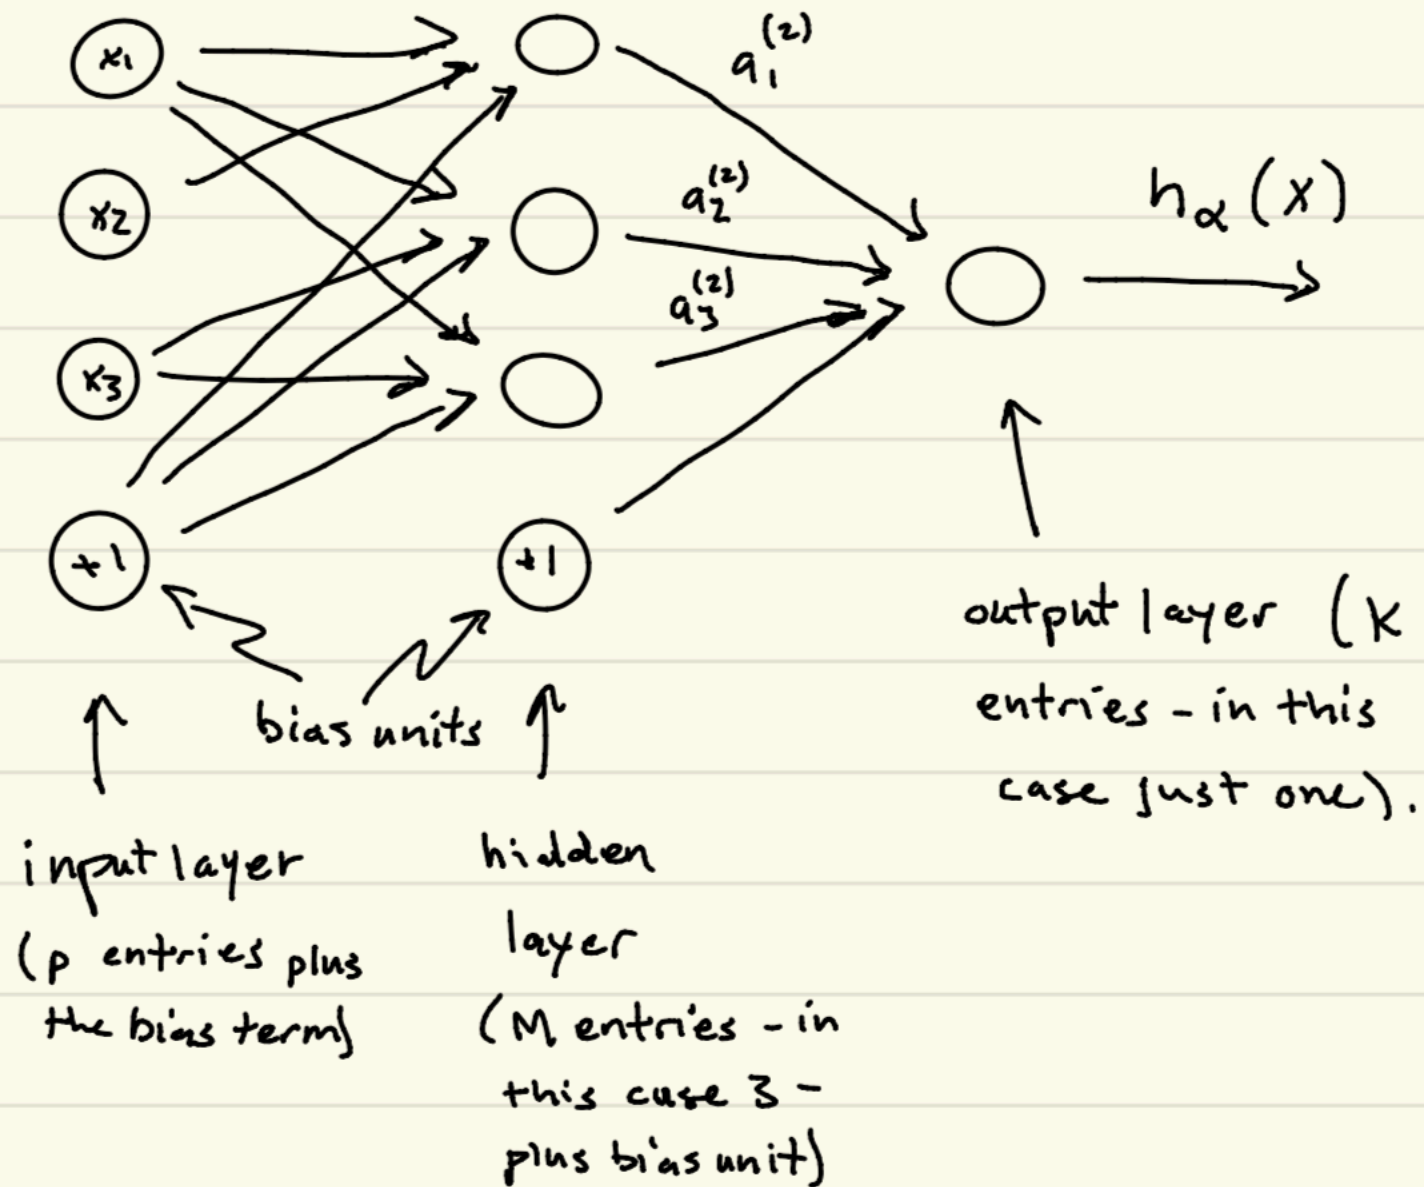 x1
x2
x3
+1
+1
a1^(2)
a2^(2)
a3^(2)
hα(x)
bias units
input layer
(p entries plus
the bias term)
hidden
layer
(M entries - in
this case 3 -
plus bias unit)
output layer (K
entries - in this
case just one).